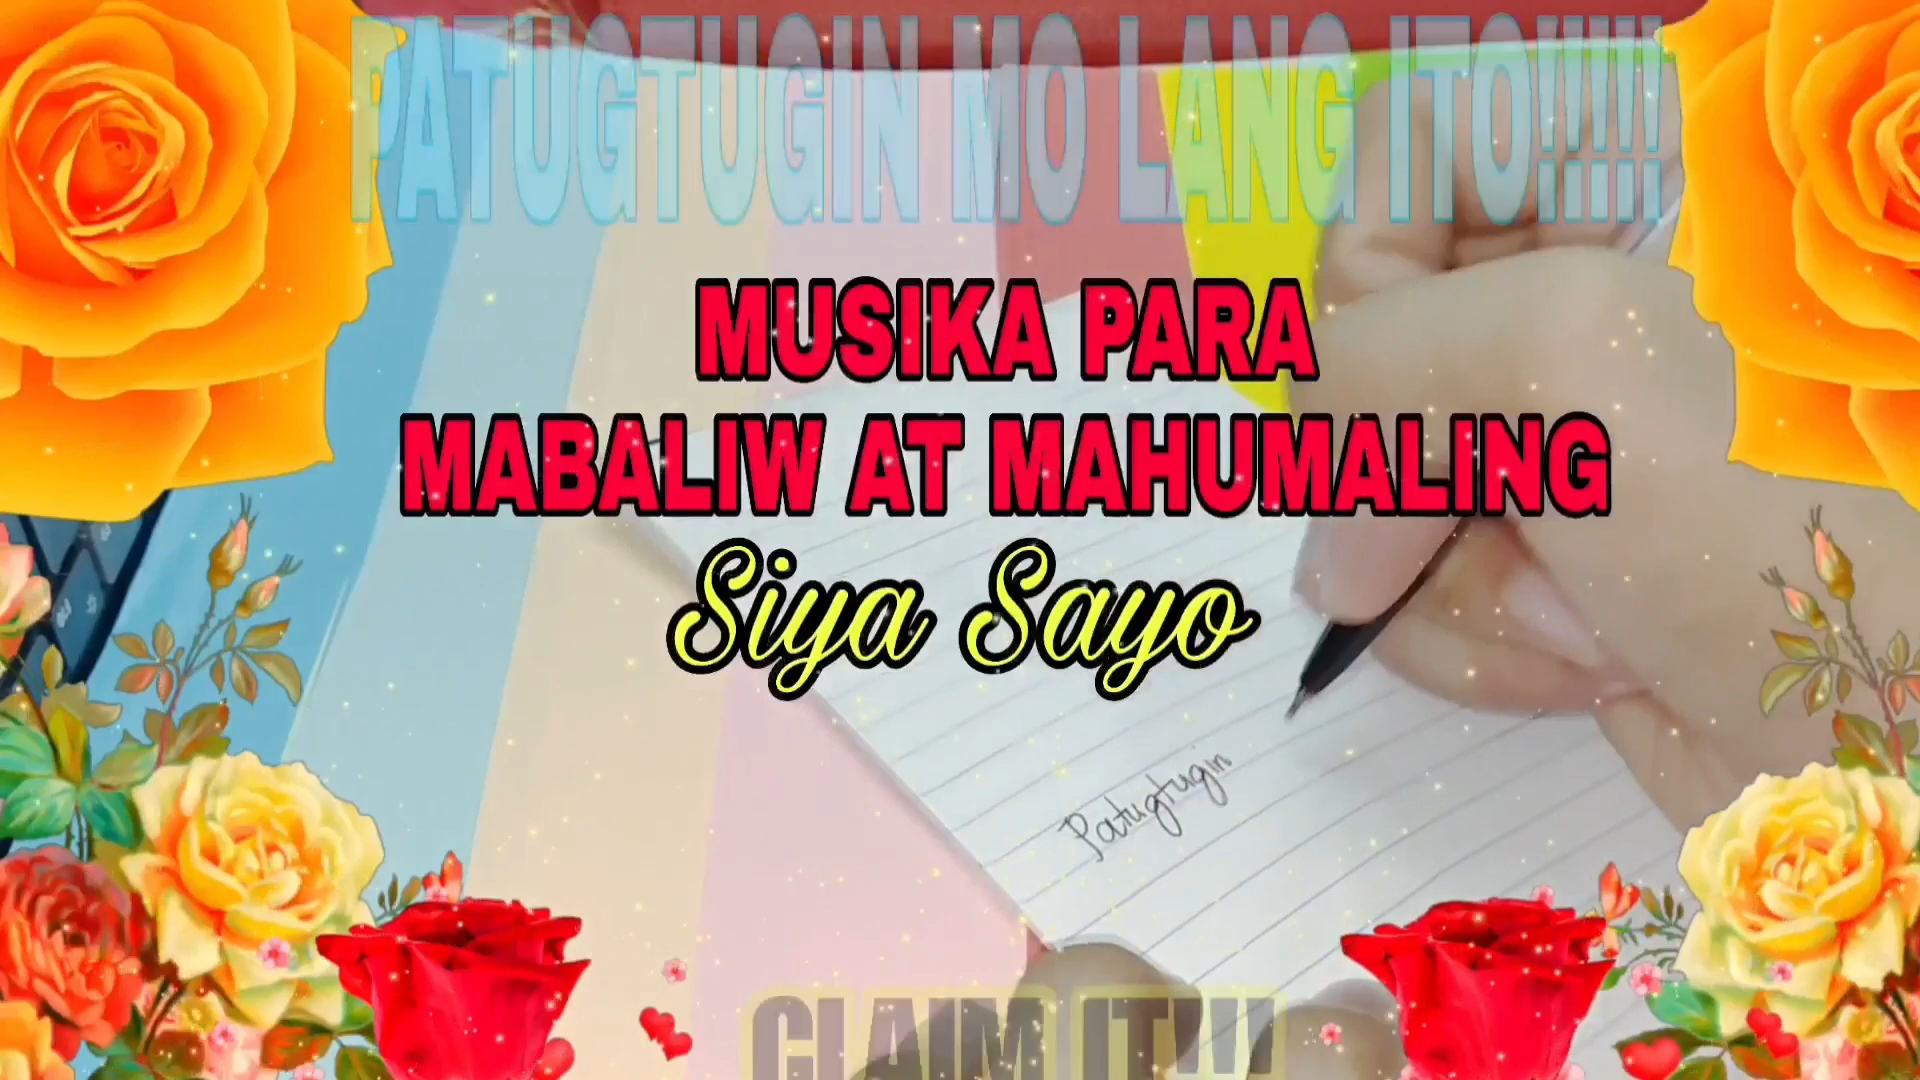 PATUGTUGIN MO LANG ITO!!!!!
MUSIKA PARA
MABALIW AT MAHUMALING
Siya Sayo
Patugtugin
CLAIM IT!!!